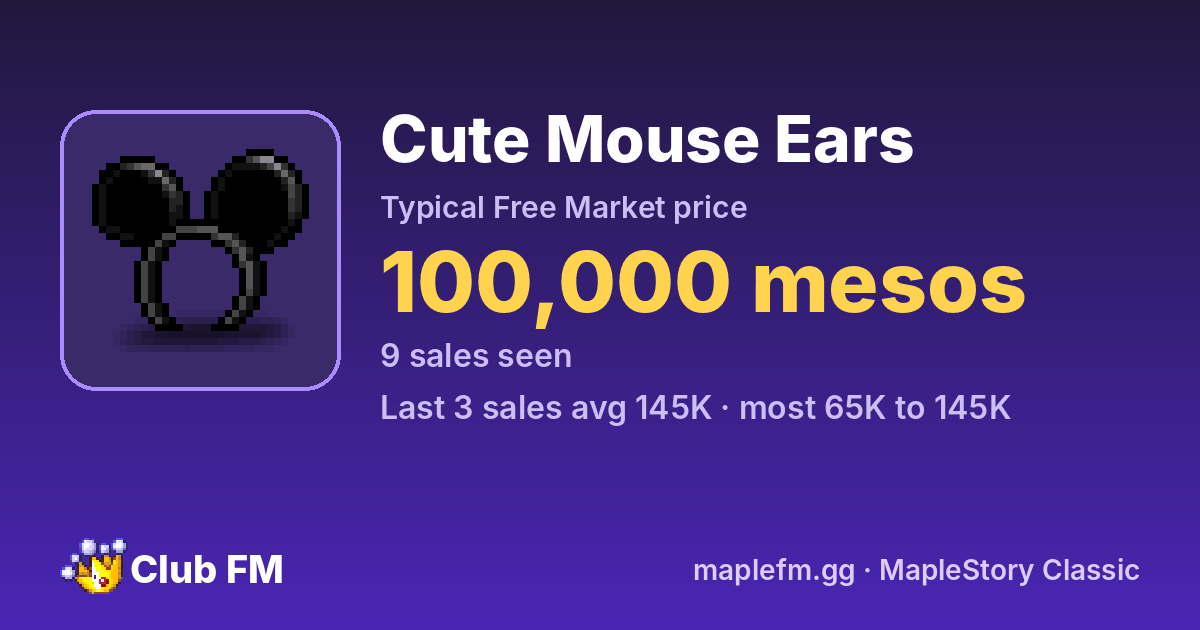 Cute Mouse Ears
Typical Free Market price
100,000 mesos
9 sales seen
Last 3 sales avg 145K · most 65K to 145K
Club FM
maplefm.gg · MapleStory Classic